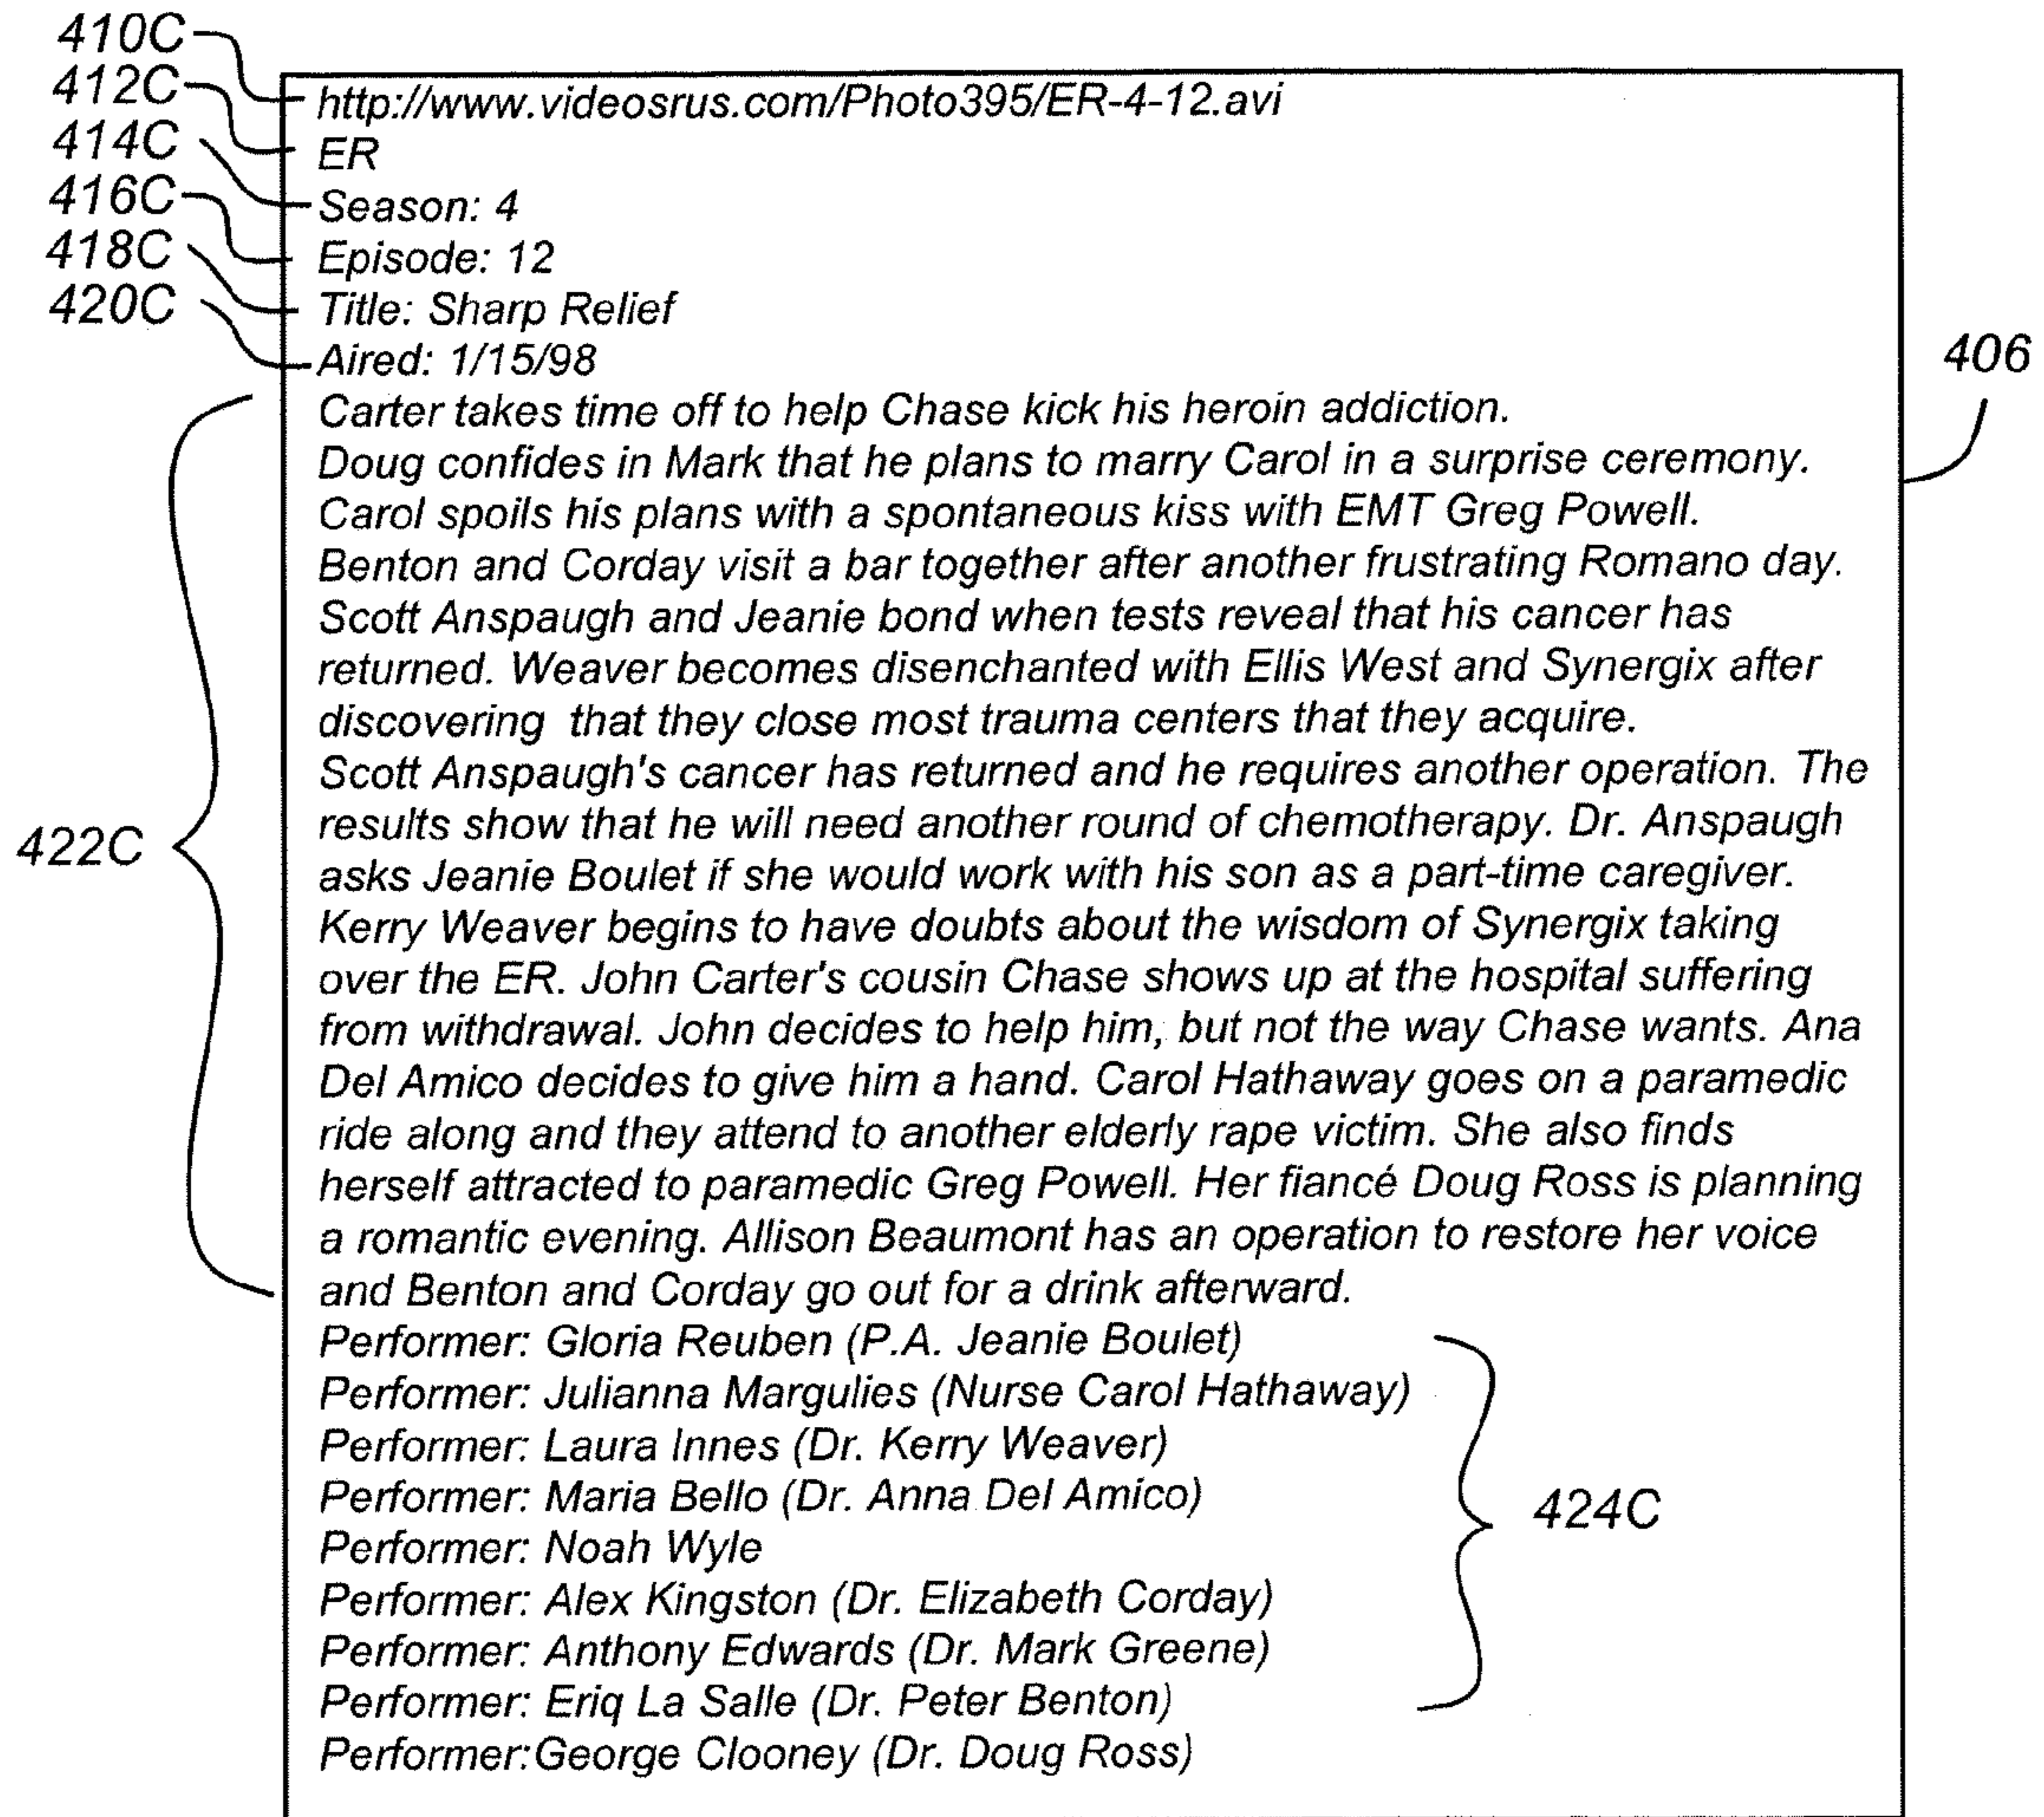 410C
412C
414C
416C
418C
420C
http://www.videosrus.com/Photo395/ER-4-12.avi
ER
Season: 4
Episode: 12
Title: Sharp Relief
Aired: 1/15/98
406
Carter takes time off to help Chase kick his heroin addiction.
Doug confides in Mark that he plans to marry Carol in a surprise ceremony.
Carol spoils his plans with a spontaneous kiss with EMT Greg Powell.
Benton and Corday visit a bar together after another frustrating Romano day.
Scott Anspaugh and Jeanie bond when tests reveal that his cancer has
returned. Weaver becomes disenchanted with Ellis West and Synergix after
discovering that they close most trauma centers that they acquire.
Scott Anspaugh's cancer has returned and he requires another operation. The
results show that he will need another round of chemotherapy. Dr. Anspaugh
422C
asks Jeanie Boulet if she would work with his son as a part-time caregiver.
Kerry Weaver begins to have doubts about the wisdom of Synergix taking
over the ER. John Carter's cousin Chase shows up at the hospital suffering
from withdrawal. John decides to help him, but not the way Chase wants. Ana
Del Amico decides to give him a hand. Carol Hathaway goes on a paramedic
ride along and they attend to another elderly rape victim. She also finds
herself attracted to paramedic Greg Powell. Her fiancé Doug Ross is planning
a romantic evening. Allison Beaumont has an operation to restore her voice
and Benton and Corday go out for a drink afterward.
Performer: Gloria Reuben (P.A. Jeanie Boulet)
Performer: Julianna Margulies (Nurse Carol Hathaway)
Performer: Laura Innes (Dr. Kerry Weaver)
Performer: Maria Bello (Dr. Anna Del Amico)
424C
Performer: Noah Wyle
Performer: Alex Kingston (Dr. Elizabeth Corday)
Performer: Anthony Edwards (Dr. Mark Greene)
Performer: Eriq La Salle (Dr. Peter Benton)
Performer:George Clooney (Dr. Doug Ross)